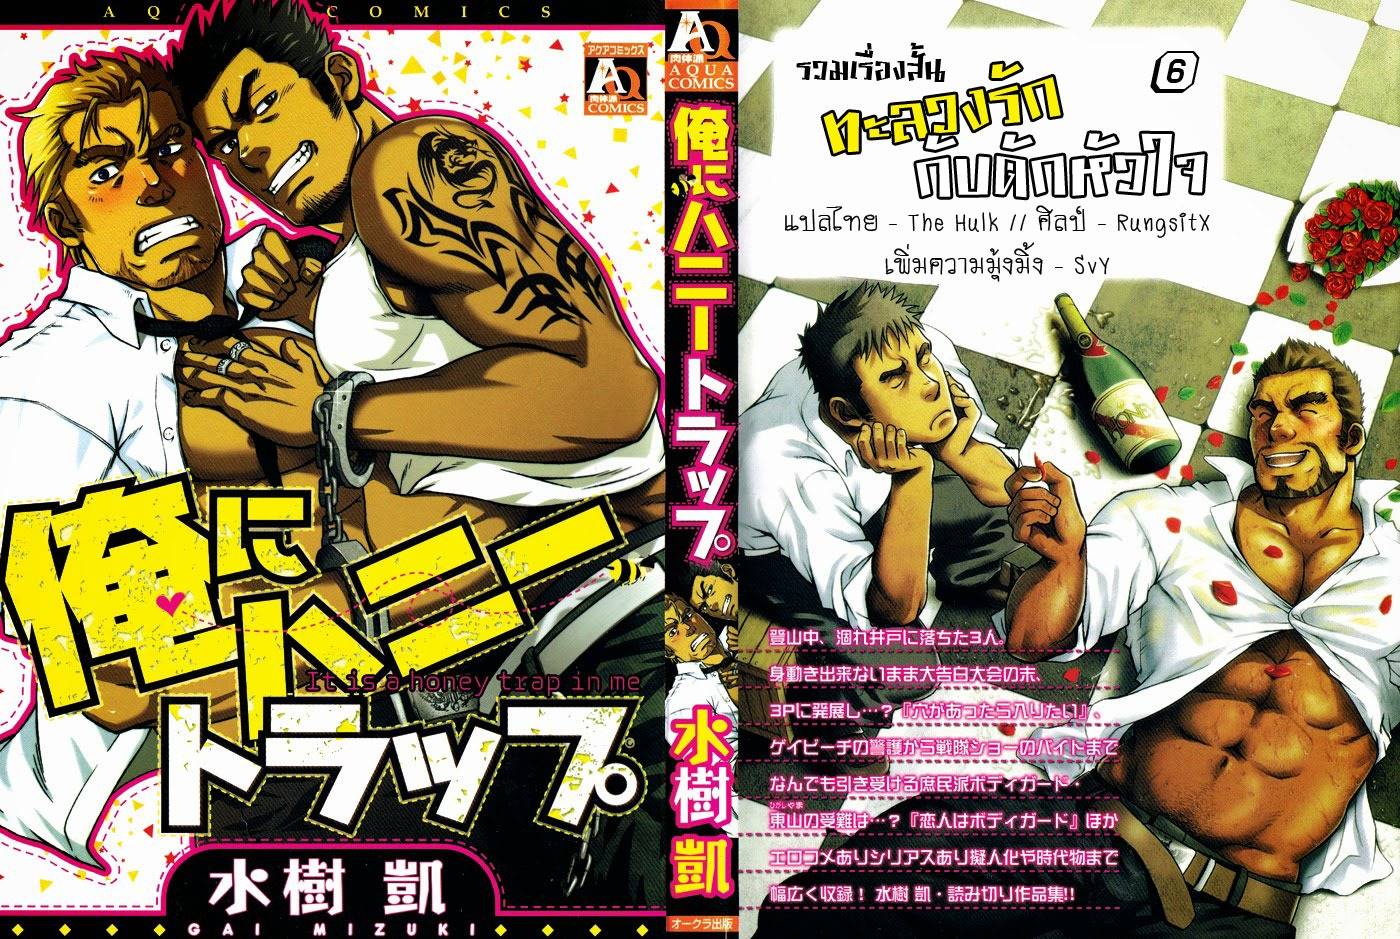 AQUA COMICS
アクアコミックス
AQ
肉体派
COMICS
俺に
ハニー
トラップ。
It is a honey trap in me
水樹 凱
GAI MIZUKI
AQ
肉体派
AQUA
COMICS
俺にハニートラップ。
水樹 凱
オークラ出版
รวมเรื่องสั้น
6
ทะลวงรัก
กับดักหัวใจ
แปลไทย - The Hulk // ศิลป์ - RungsitX
เพิ่มความมุ้งมิ้ง - SvY
登山中、涸れ井戸に落ちた3人。
身動き出来ないまま大告白大会の末、
3Pに発展し…?『穴があったら入りたい』、
ゲイビーチの警護から戦隊ショーのバイトまで
なんでも引き受ける庶民派ボディガード・
ひがしやま
東山の受難は…?『恋人はボディガード』ほか
エロコメありシリアスあり擬人化や時代物まで
幅広く収録! 水樹 凱・読み切り作品集!!